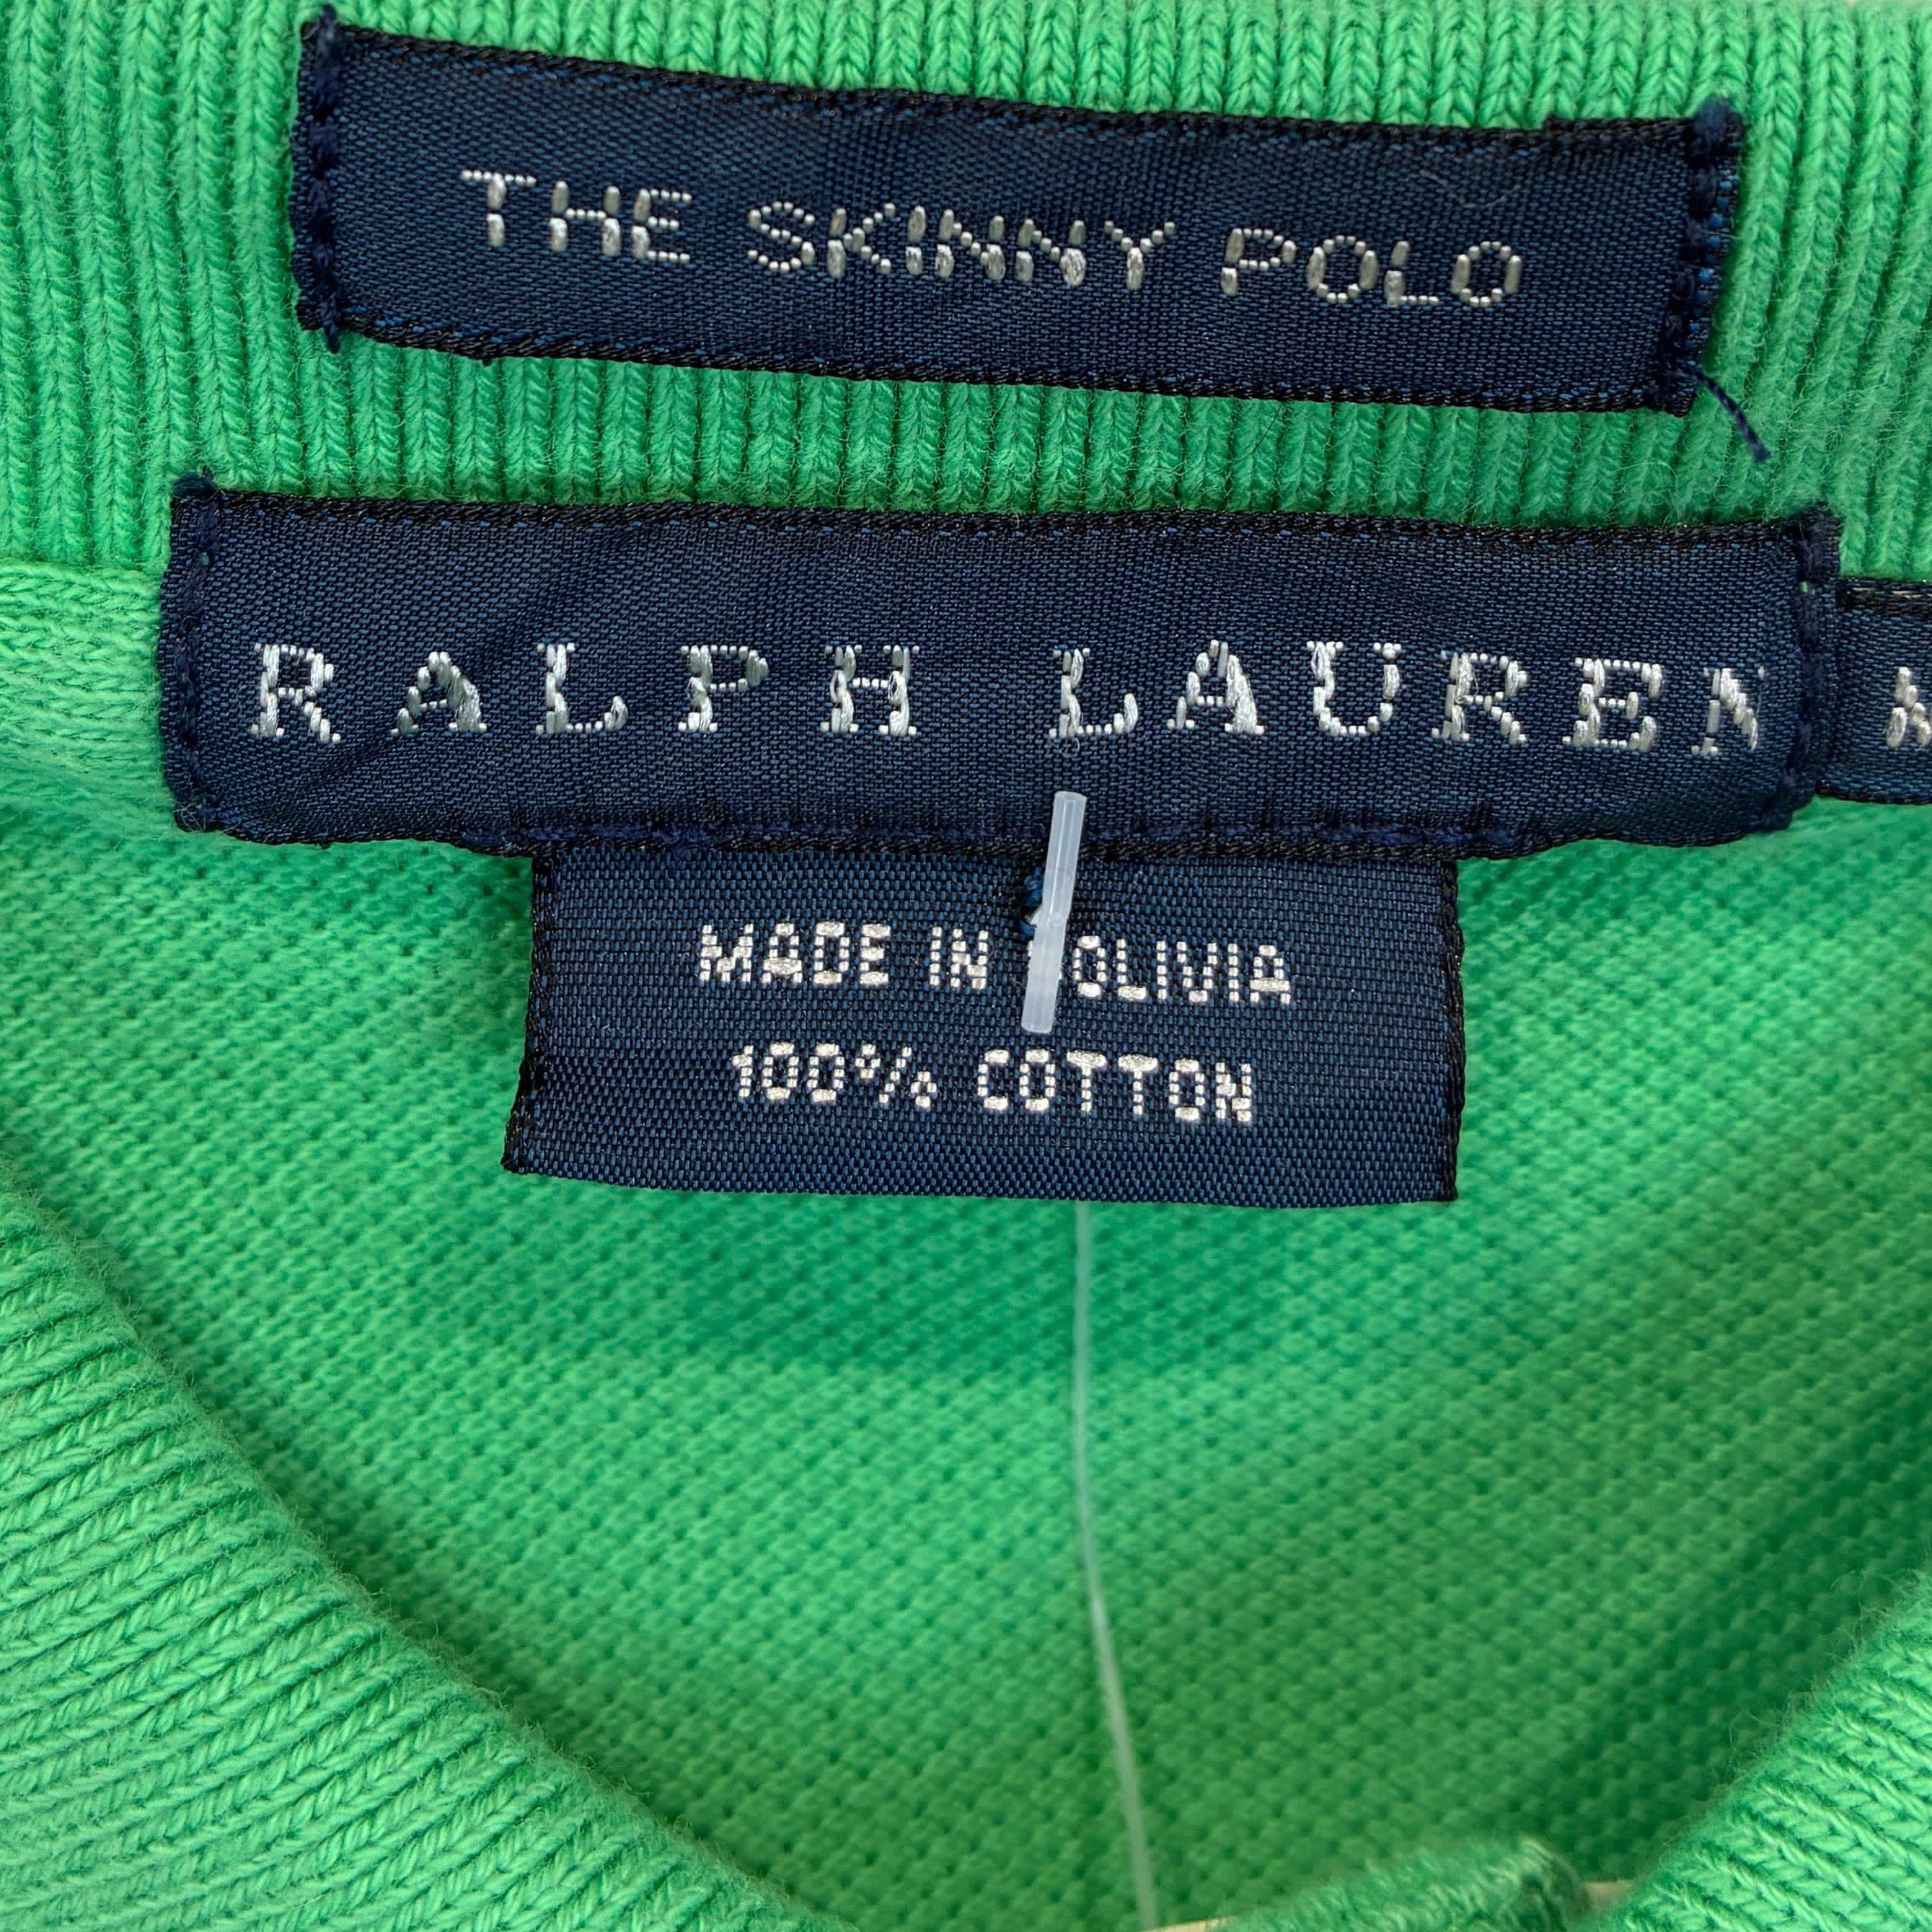 THE SKINNY POLO
RALPH LAUREN
MADE IN BOLIVIA
100% COTTON